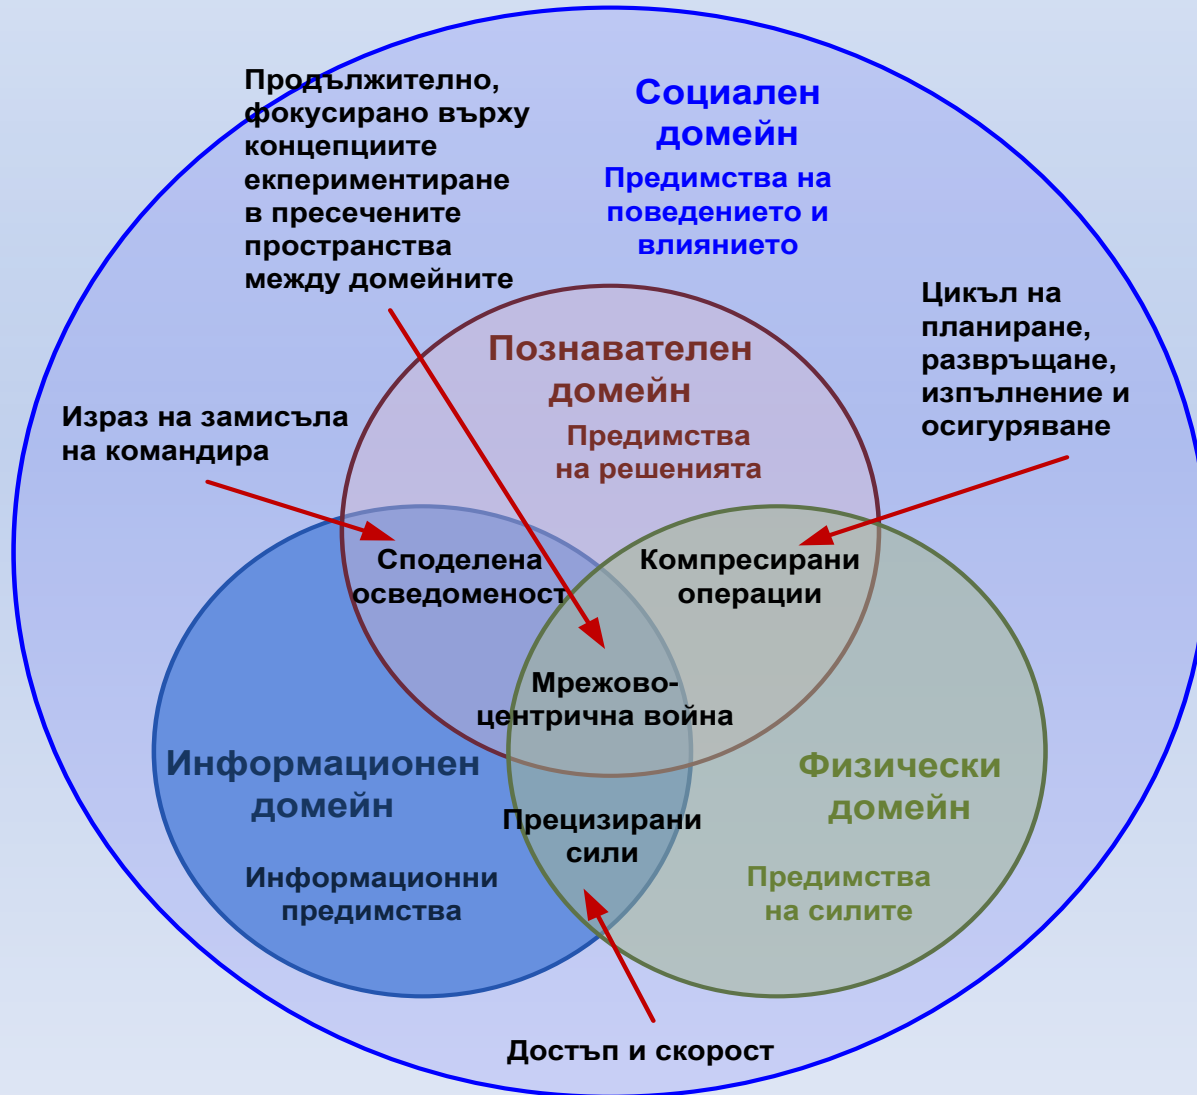 Продължително,
фокусирано върху
концепциите
екпериментиране
в пресечените
пространства
между домейните
Социален
домейн
Предимства на
поведението и
влиянието
Цикъл на
планиране,
развръщане,
изпълнение и
осигуряване
Познавателен
домейн
Предимства
на решенията
Израз на замисъла
на командира
Споделена
осведоменост
Компресирани
операции
Мрежово-
центрична война
Информационен
домейн
Информационни
предимства
Физически
домейн
Предимства
на силите
Прецизирани
сили
Достъп и скорост